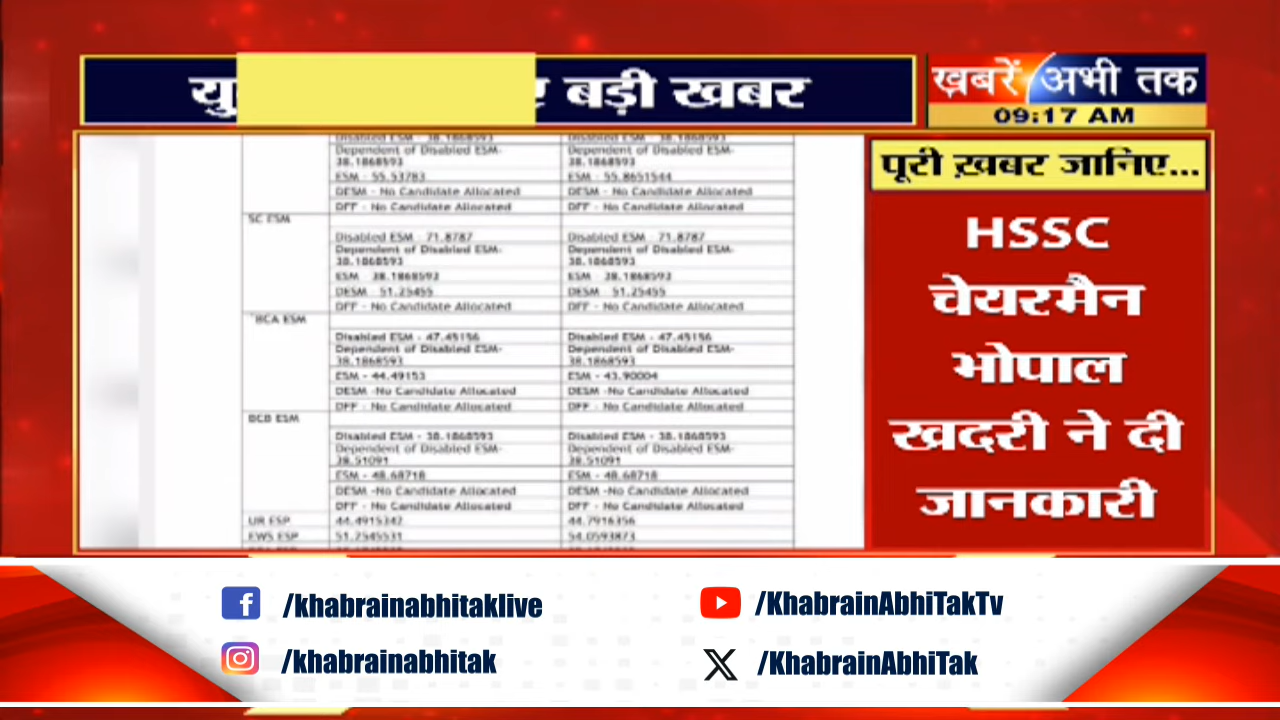 बड़ी खबर
ख़बरें अभी तक
09:17 AM
पूरी ख़बर जानिए...
HSSC
चेयरमैन
भोपाल
खदरी ने दी
जानकारी
Disabled ESM - 38.1868593 Disabled ESM - 38.1868593
Dependent of Disabled ESM- Dependent of Disabled ESM-
38.1868593 38.1868593
ESM - 55.53783 ESM - 55.8651544
DESM - No Candidate Allocated DESM - No Candidate Allocated
DFF - No Candidate Allocated DFF - No Candidate Allocated
SC ESM
Disabled ESM - 71.8787 Disabled ESM - 71.8787
Dependent of Disabled ESM- Dependent of Disabled ESM-
38.1868593 38.1868593
ESM - 38.1868593 ESM - 38.1868593
DESM - 51.25455 DESM - 51.25455
DFF - No Candidate Allocated DFF - No Candidate Allocated
BCA ESM
Disabled ESM - 47.45156 Disabled ESM - 47.45156
Dependent of Disabled ESM- Dependent of Disabled ESM-
38.1868593 38.1868593
ESM - 44.49153 ESM - 43.90004
DESM -No Candidate Allocated DESM -No Candidate Allocated
DFF - No Candidate Allocated DFF - No Candidate Allocated
BCB ESM
Disabled ESM - 38.1868593 Disabled ESM - 38.1868593
Dependent of Disabled ESM- Dependent of Disabled ESM-
38.51091 38.51091
ESM - 48.68718 ESM - 48.68718
DESM -No Candidate Allocated DESM -No Candidate Allocated
DFF - No Candidate Allocated DFF - No Candidate Allocated
UR ESP 44.4915342 44.7916356
EWS ESP 51.2545531 54.0593873
/khabrainabhitaklive
/KhabrainAbhiTakTv
/khabrainabhitak
/KhabrainAbhiTak